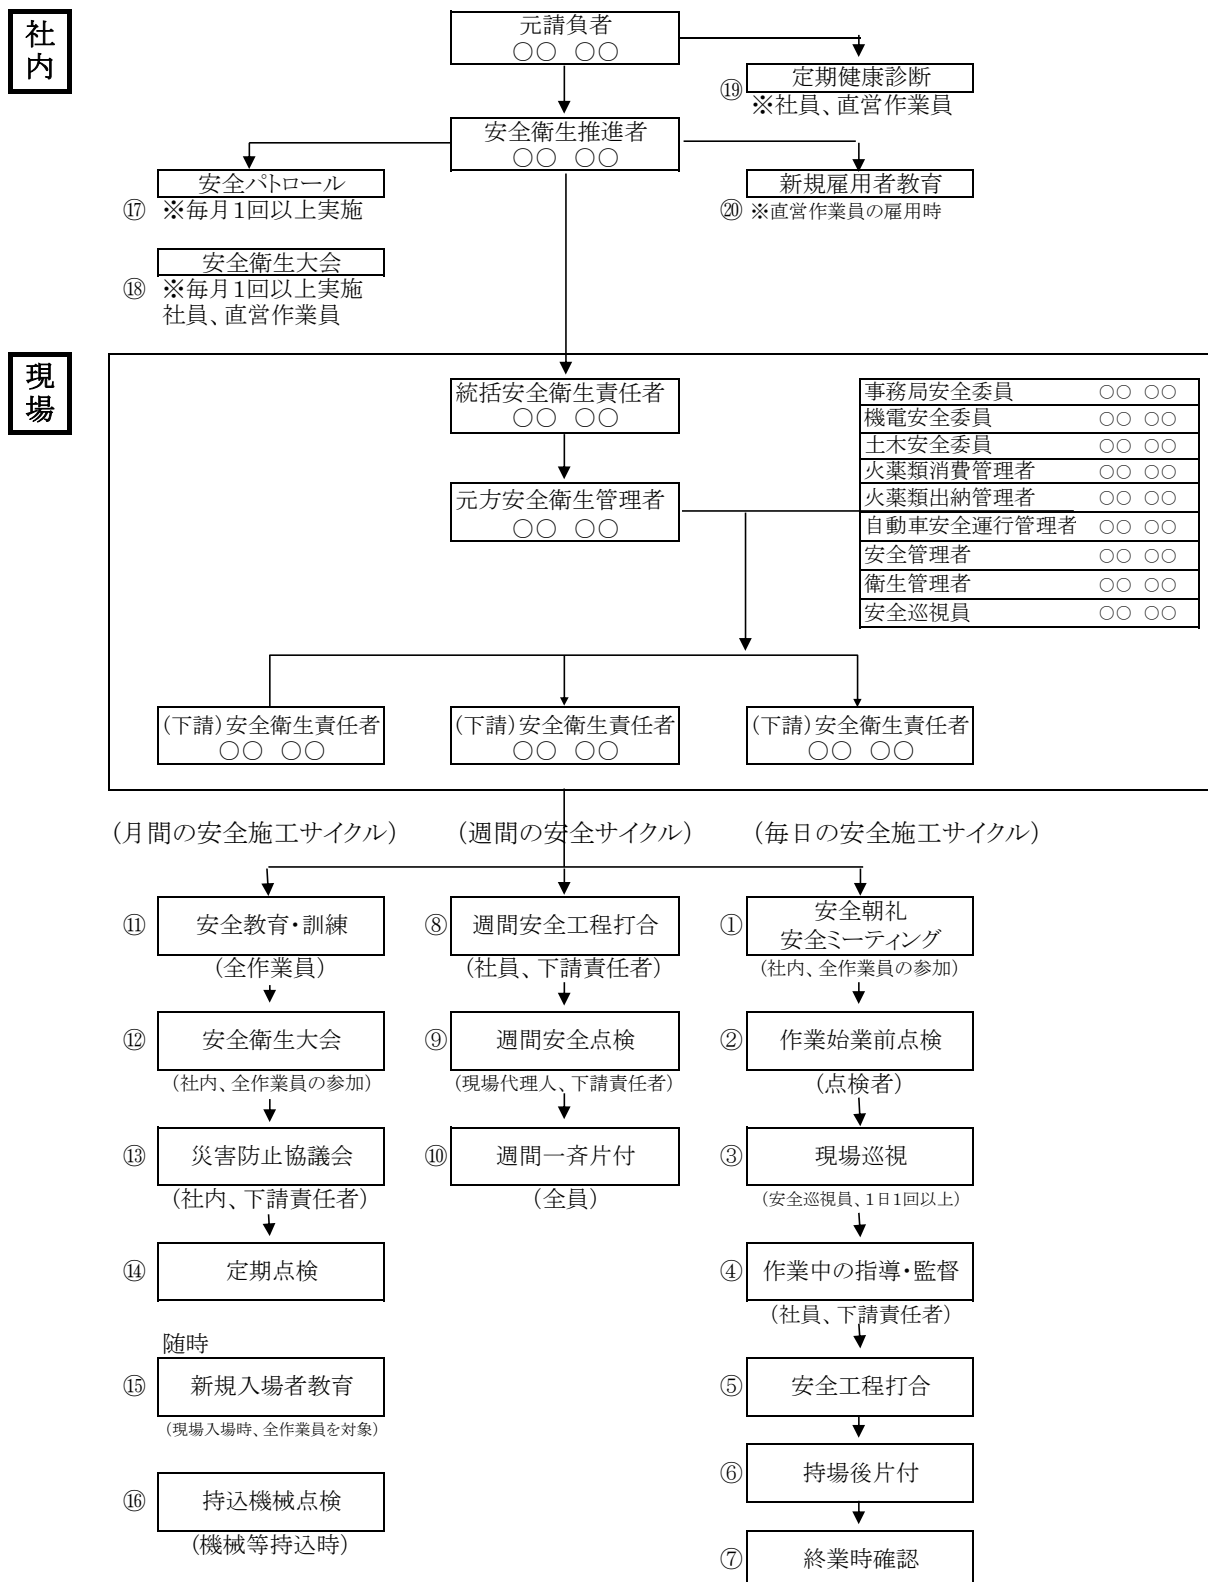 社内
元請負者
○○ ○○
⑲ 定期健康診断
※社員、直営作業員
安全衛生推進者
○○ ○○
安全パトロール
⑰ ※毎月1回以上実施
新規雇用者教育
⑳ ※直営作業員の雇用時
安全衛生大会
⑱ ※毎月1回以上実施
社員、直営作業員
現場
統括安全衛生責任者
○○ ○○
元方安全衛生管理者
○○ ○○
事務局安全委員 ○○ ○○
機電安全委員 ○○ ○○
土木安全委員 ○○ ○○
火薬類消費管理者 ○○ ○○
火薬類出納管理者 ○○ ○○
自動車安全運行管理者 ○○ ○○
安全管理者 ○○ ○○
衛生管理者 ○○ ○○
安全巡視員 ○○ ○○
(下請)安全衛生責任者
○○ ○○
(下請)安全衛生責任者
○○ ○○
(下請)安全衛生責任者
○○ ○○
(月間の安全施工サイクル)
⑪ 安全教育・訓練
(全作業員)
⑫ 安全衛生大会
(社内、全作業員の参加)
⑬ 災害防止協議会
(社内、下請責任者)
⑭ 定期点検
随時
⑮ 新規入場者教育
(現場入場時、全作業員を対象)
⑯ 持込機械点検
(機械等持込時)
(週間の安全サイクル)
⑧ 週間安全工程打合
(社員、下請責任者)
⑨ 週間安全点検
(現場代理人、下請責任者)
⑩ 週間一斉片付
(全員)
(毎日の安全施工サイクル)
① 安全朝礼
安全ミーティング
(社内、全作業員の参加)
② 作業始業前点検
(点検者)
③ 現場巡視
(安全巡視員、1日1回以上)
④ 作業中の指導・監督
(社員、下請責任者)
⑤ 安全工程打合
⑥ 持場後片付
⑦ 終業時確認